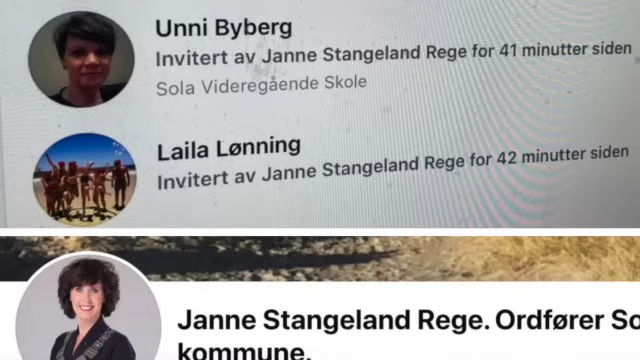 Unni Byberg
Invitert av Janne Stangeland Rege for 41 minutter siden
Sola Videregående Skole
Laila Lønning
Invitert av Janne Stangeland Rege for 42 minutter siden
Janne Stangeland Rege. Ordfører So
kommune.